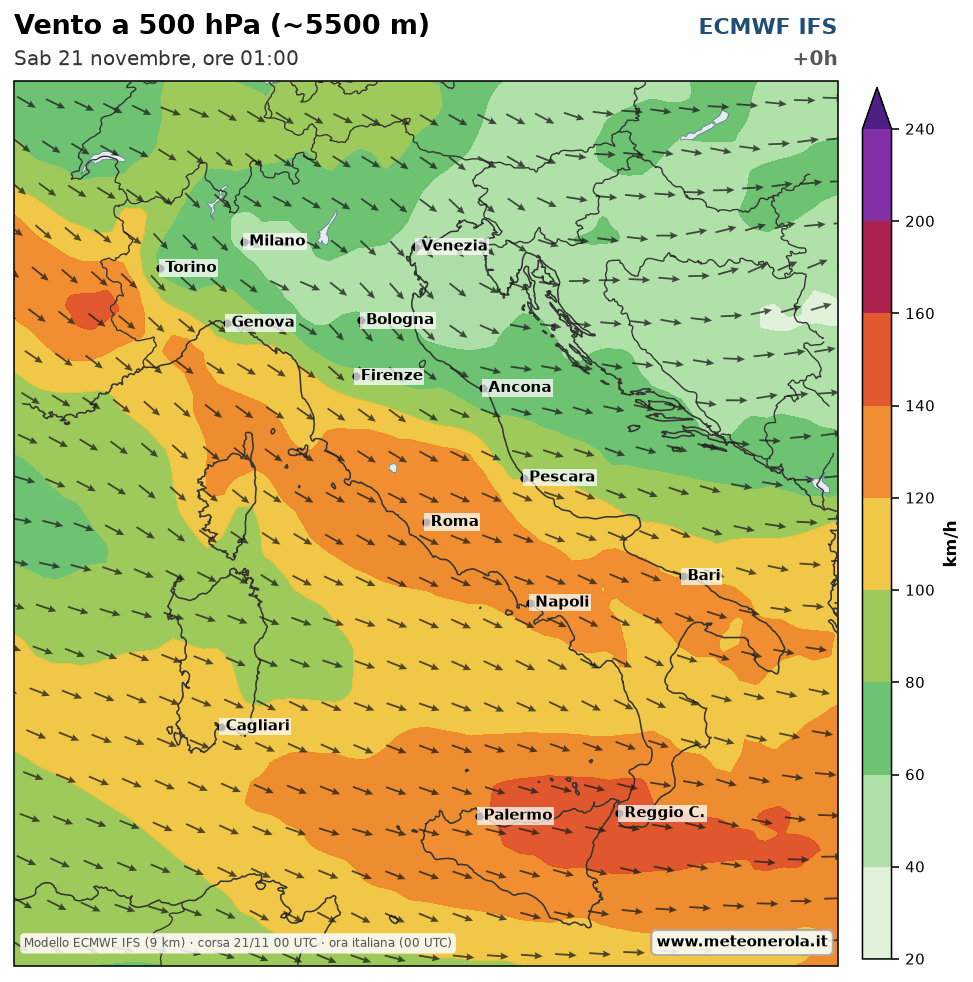 Vento a 500 hPa (~5500 m)
ECMWF IFS
Sab 21 novembre, ore 01:00
+0h
Milano
Venezia
Torino
Genova
Bologna
Firenze
Ancona
Pescara
Roma
Bari
Napoli
Cagliari
Palermo
Reggio C.
240
200
160
140
120
100
80
60
40
20
km/h
Modello ECMWF IFS (9 km) · corsa 21/11 00 UTC · ora italiana (00 UTC)
www.meteonerola.it